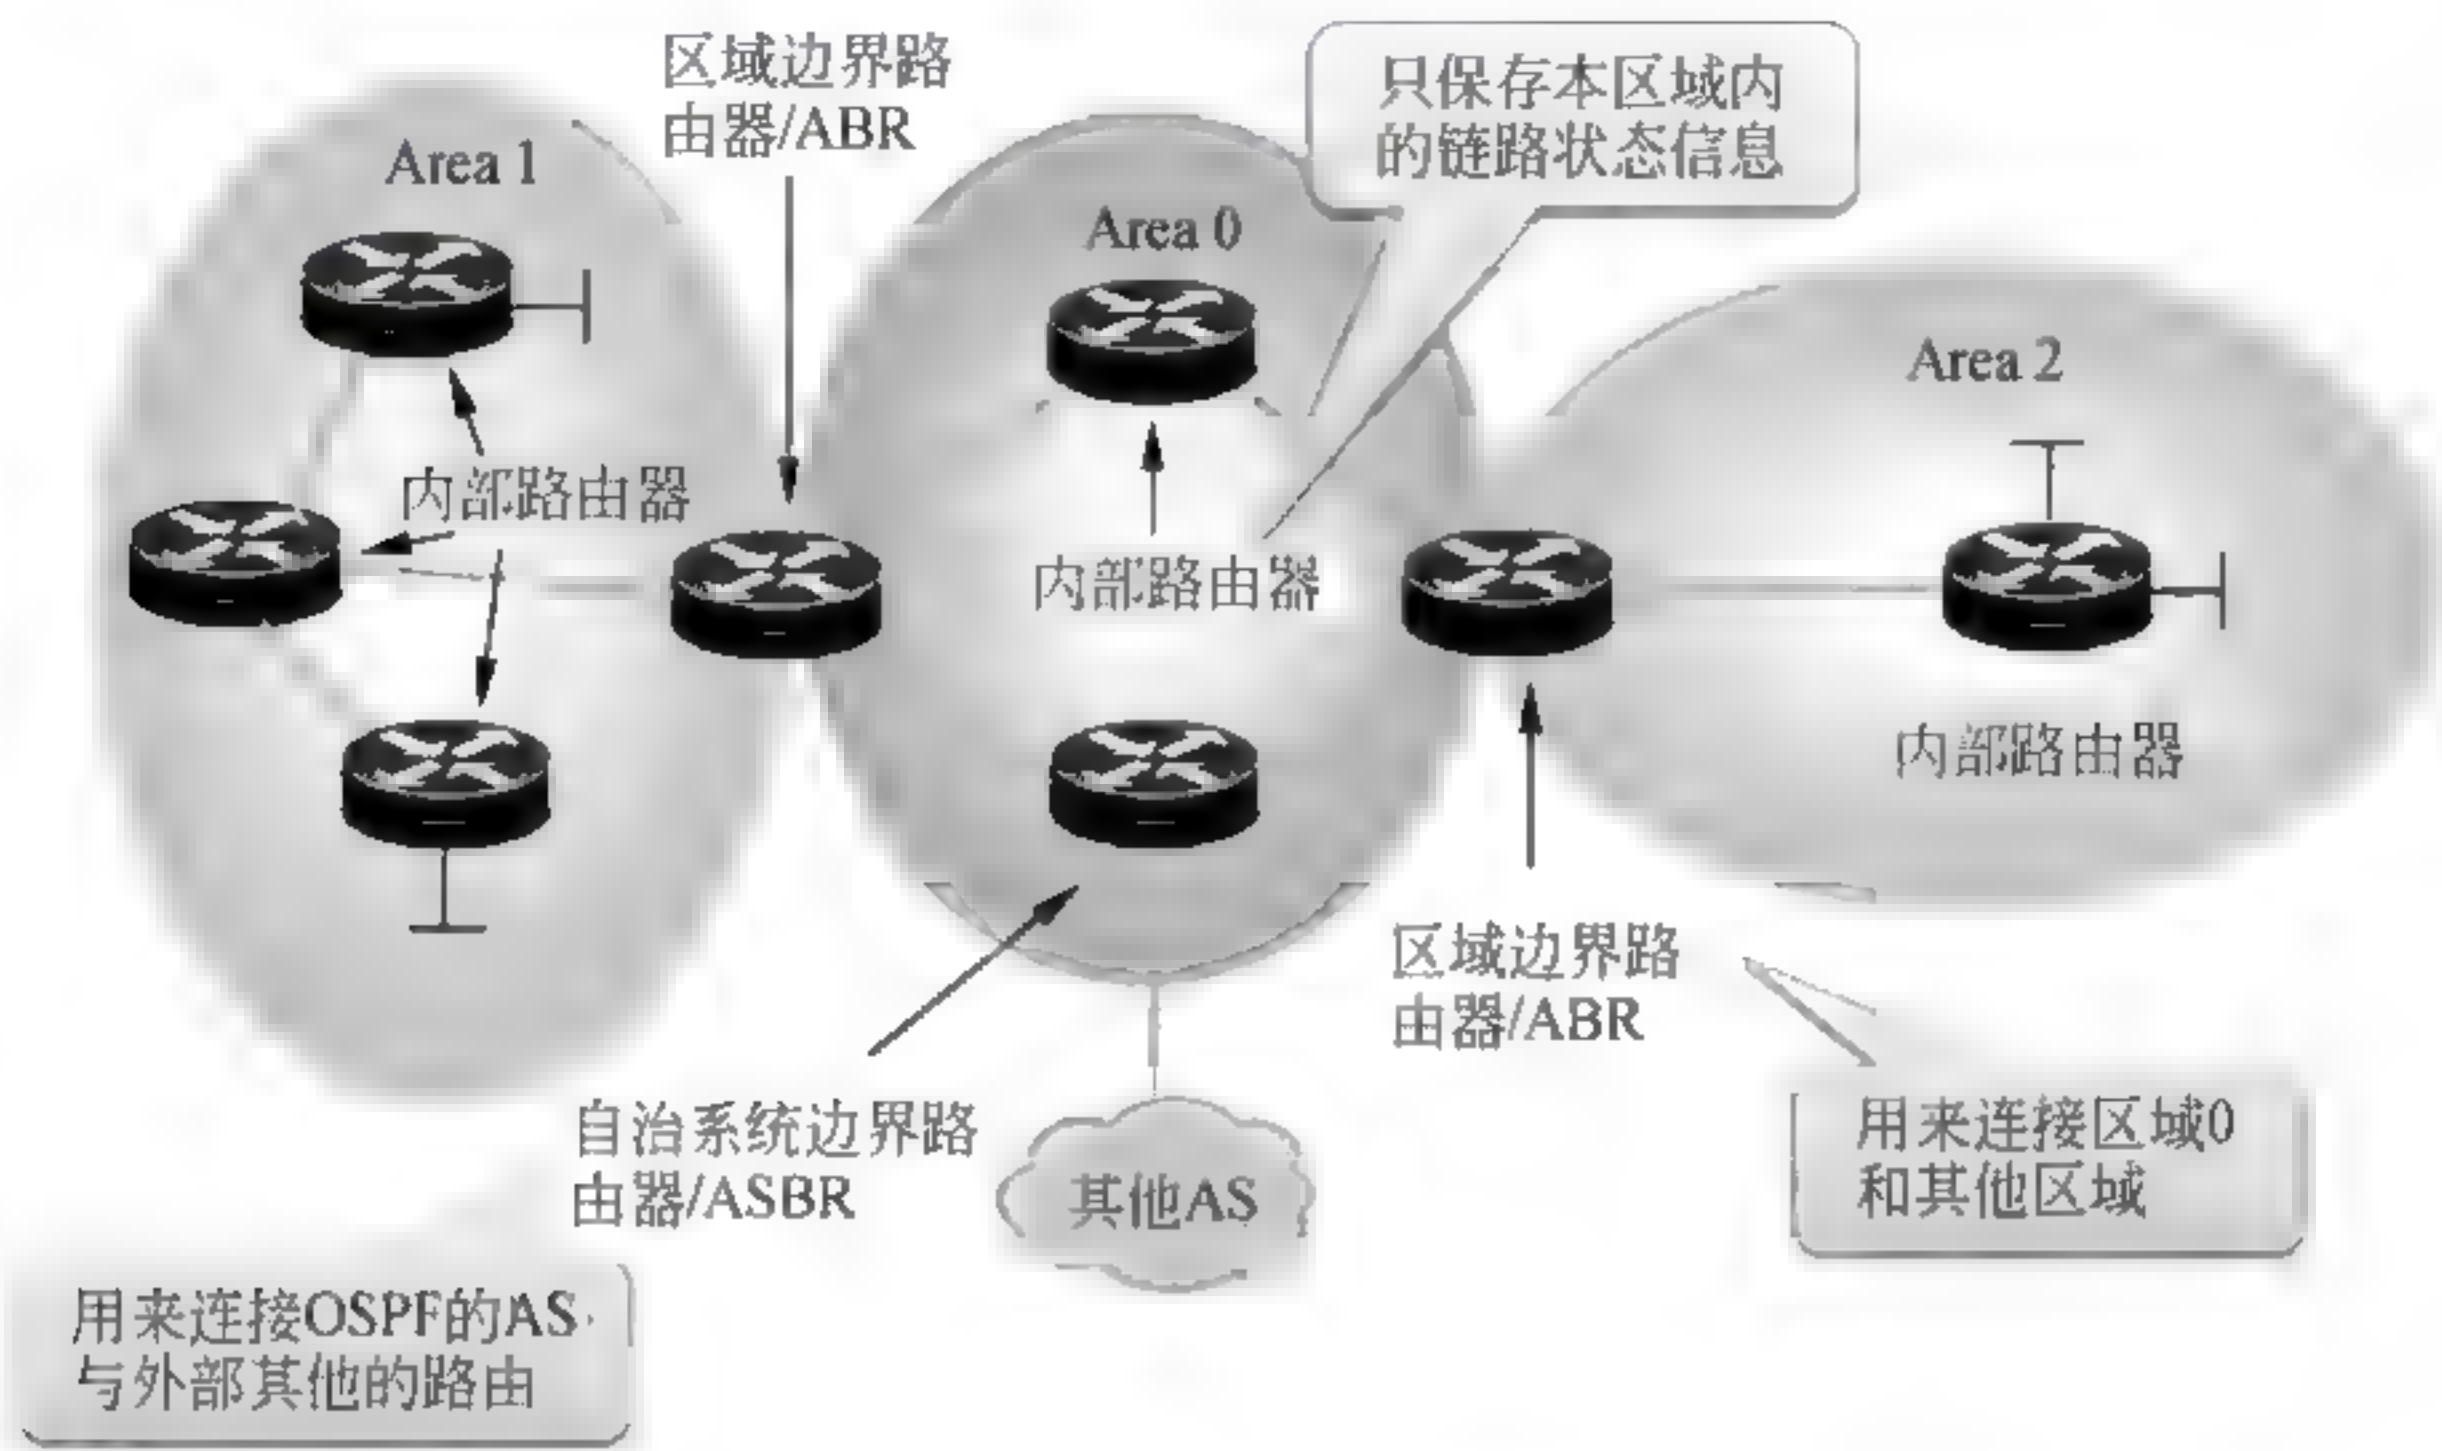 区域边界路
由器/ABR
只保存本区域内
的链路状态信息
Area 1
Area 0
Area 2
内部路由器
内部路由器
内部路由器
区域边界路
由器/ABR
自治系统边界路
由器/ASBR
其他AS
用来连接区域0
和其他区域
用来连接OSPF的AS
与外部其他的路由